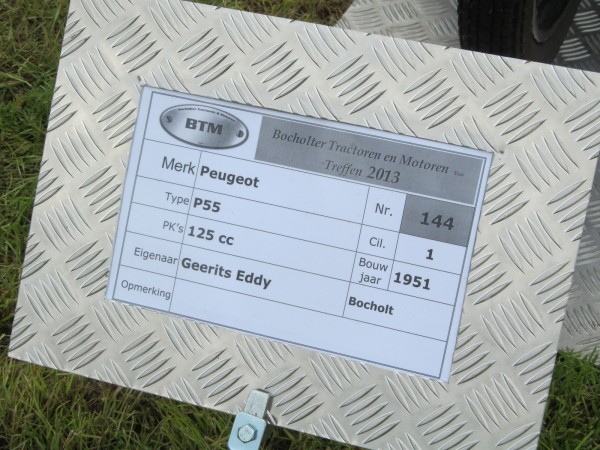 BTM
Bocholter Tractoren en Motoren
Treffen 2013
Merk Peugeot Nr. 144
Type P55 Cil. 1
PK's 125 cc Bouw jaar 1951
Eigenaar Geerits Eddy Bocholt
Opmerking